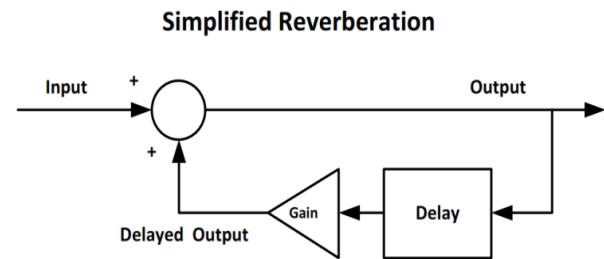 Simplified Reverberation
Input
+
Output
+
Gain
Delay
Delayed Output